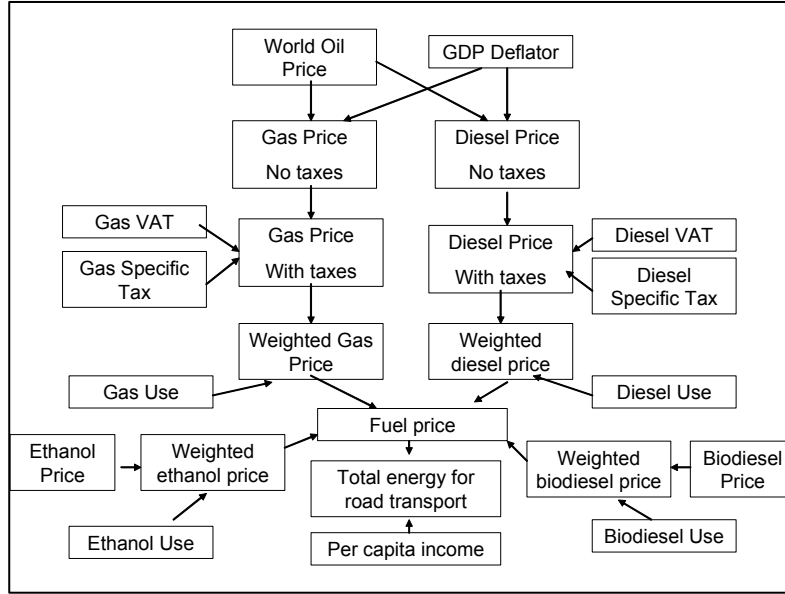 World Oil
Price
GDP Deflator
Gas Price
No taxes
Diesel Price
No taxes
Gas VAT
Gas Specific
Tax
Gas Price
With taxes
Diesel Price
With taxes
Diesel VAT
Diesel
Specific Tax
Weighted Gas
Price
Weighted
diesel price
Gas Use
Diesel Use
Fuel price
Ethanol
Price
Weighted
ethanol price
Total energy for
road transport
Weighted
biodiesel price
Biodiesel
Price
Ethanol Use
Per capita income
Biodiesel Use